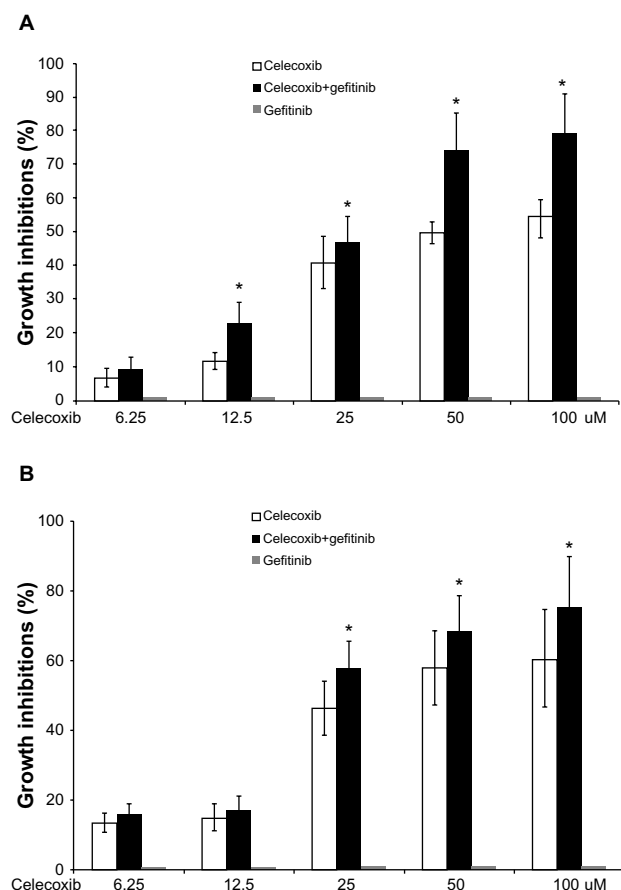 A
Growth inhibitions (%)
100
90
80
70
60
50
40
30
20
10
0
Celecoxib
Celecoxib+gefitinib
Gefitinib
*
*
*
*
Celecoxib 6.25 12.5 25 50 100 uM
B
Growth inhibitions (%)
100
80
60
40
20
0
Celecoxib
Celecoxib+gefitinib
Gefitinib
*
*
*
Celecoxib 6.25 12.5 25 50 100 uM